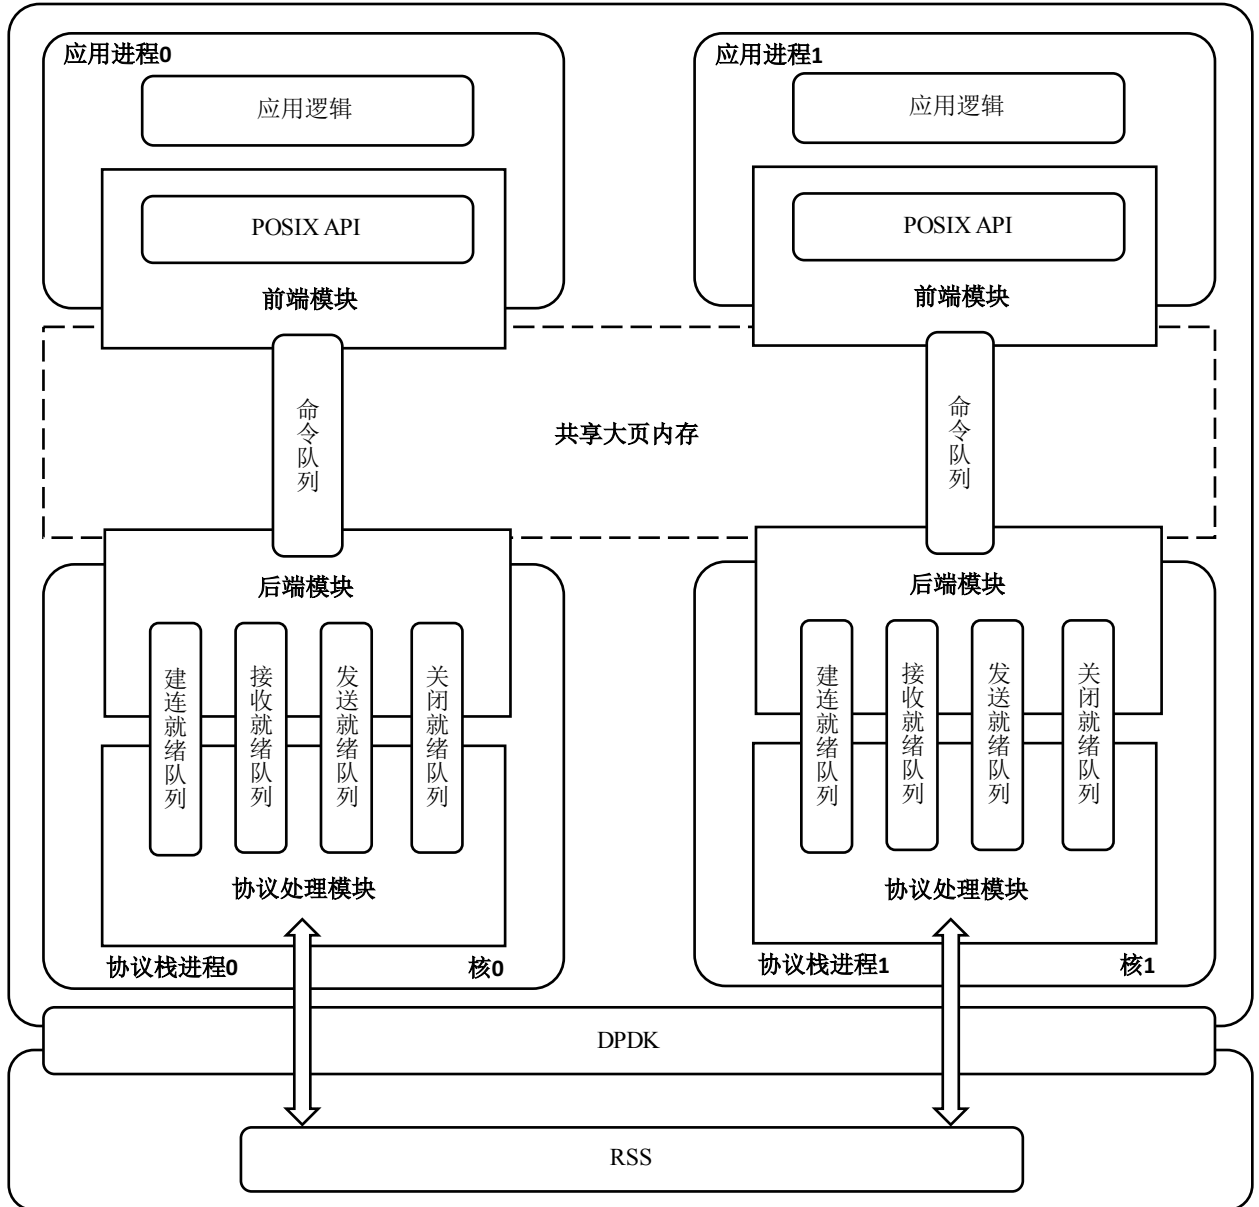 应用进程0
应用逻辑
POSIX API
前端模块
应用进程1
应用逻辑
POSIX API
前端模块
命令队列
共享大页内存
命令队列
后端模块
建连就绪队列
接收就绪队列
发送就绪队列
关闭就绪队列
协议处理模块
协议栈进程0
核0
后端模块
建连就绪队列
接收就绪队列
发送就绪队列
关闭就绪队列
协议处理模块
协议栈进程1
核1
DPDK
RSS